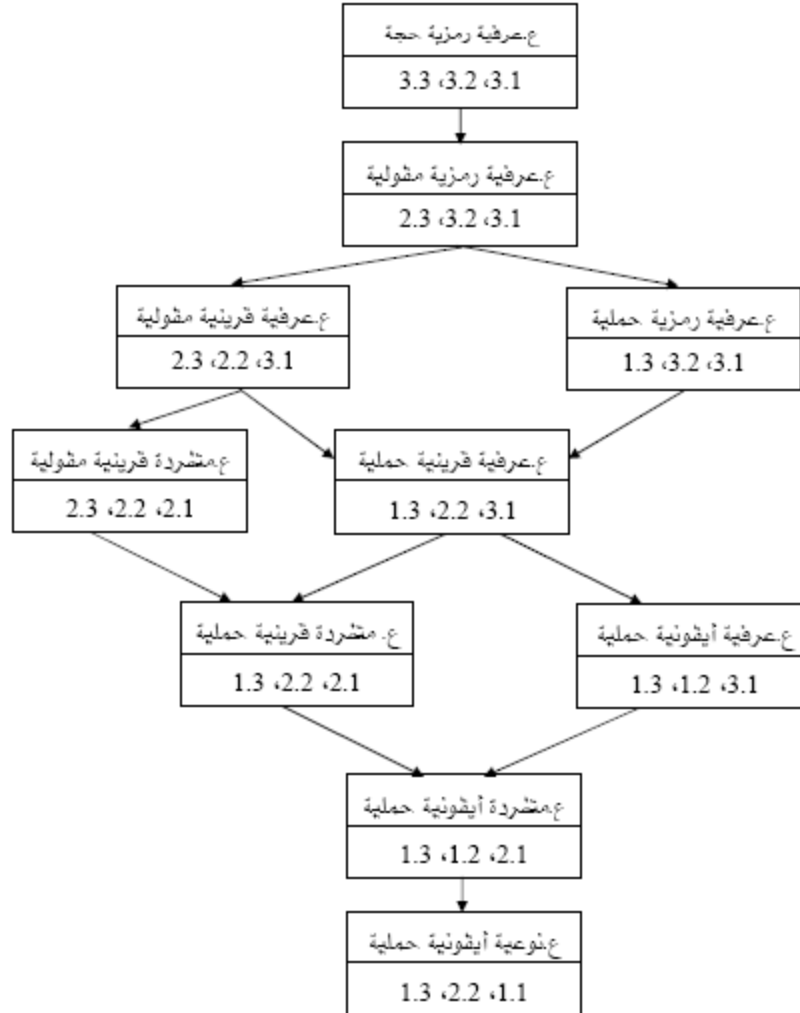 ع.عرفية رمزية حجة
3.1، 3.2، 3.3
ع.عرفية رمزية مقولية
3.1، 3.2، 2.3
ع.عرفية قرينية مقولية
3.1، 2.2، 2.3
ع.عرفية رمزية حملية
3.1، 3.2، 1.3
ع.متفردة قرينية مقولية
2.1، 2.2، 2.3
ع.عرفية قرينية حملية
3.1، 2.2، 1.3
ع. متفردة قرينية حملية
2.1، 2.2، 1.3
ع.عرفية أيقونية حملية
3.1، 1.2، 1.3
ع.متفردة أيقونية حملية
2.1، 1.2، 1.3
ع.نوعية أيقونية حملية
1.1، 2.2، 1.3